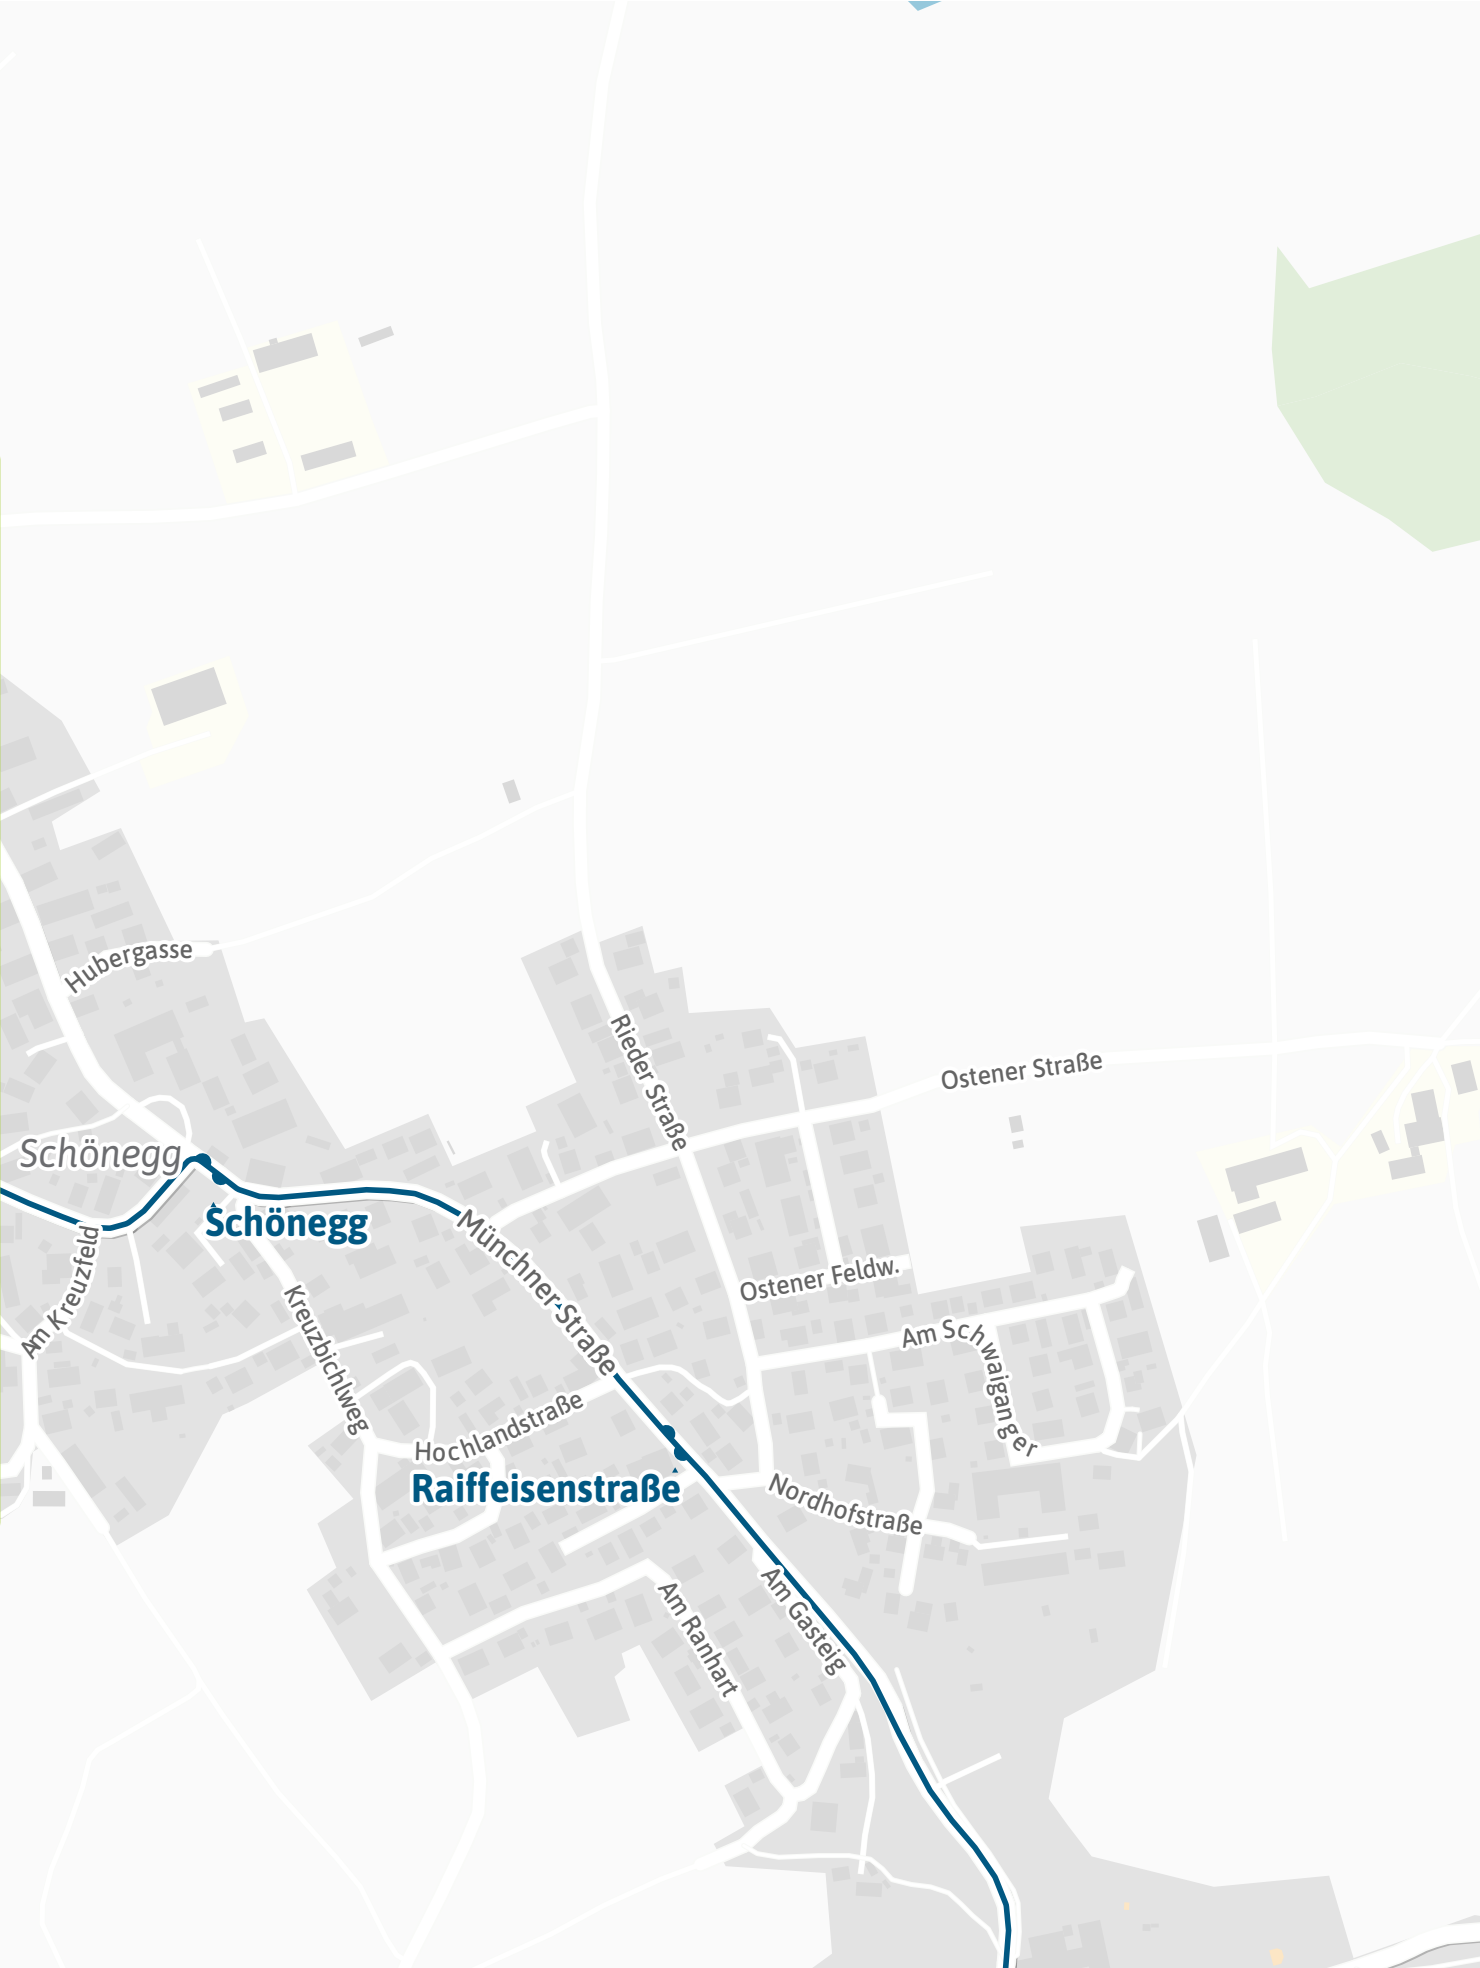 Hubergasse
Rieder Straße
Ostener Straße
Schönegg
Schönegg
Münchner Straße
Am Kreuzfeld
Ostener Feldw.
Kreuzbichlweg
Am Schwaiganger
Hochlandstraße
Raiffeisenstraße
Nordhofstraße
Am Gasteig
Am Ranhart